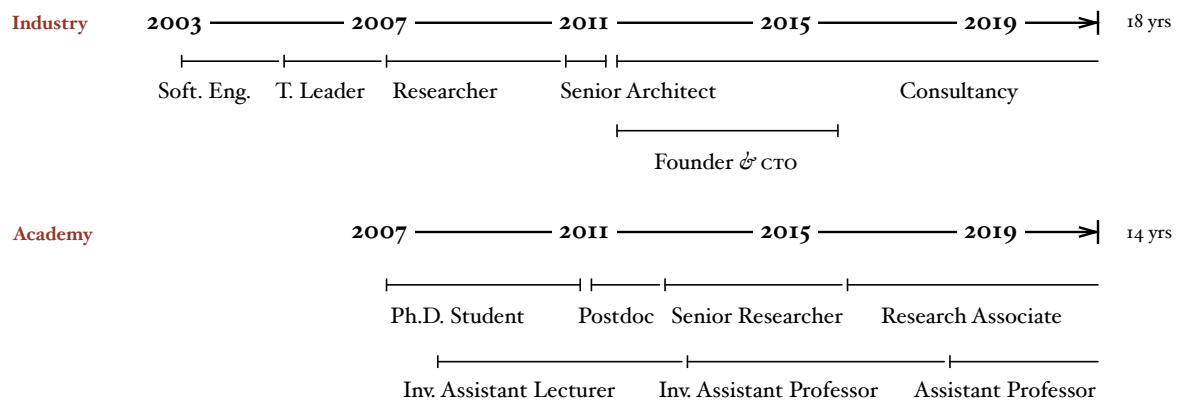 Industry 2003 2007 2011 2015 2019 18 yrs
Soft. Eng. T. Leader Researcher Senior Architect Consultancy
Founder & CTO
Academy 2007 2011 2015 2019 14 yrs
Ph.D. Student Postdoc Senior Researcher Research Associate
Inv. Assistant Lecturer Inv. Assistant Professor Assistant Professor